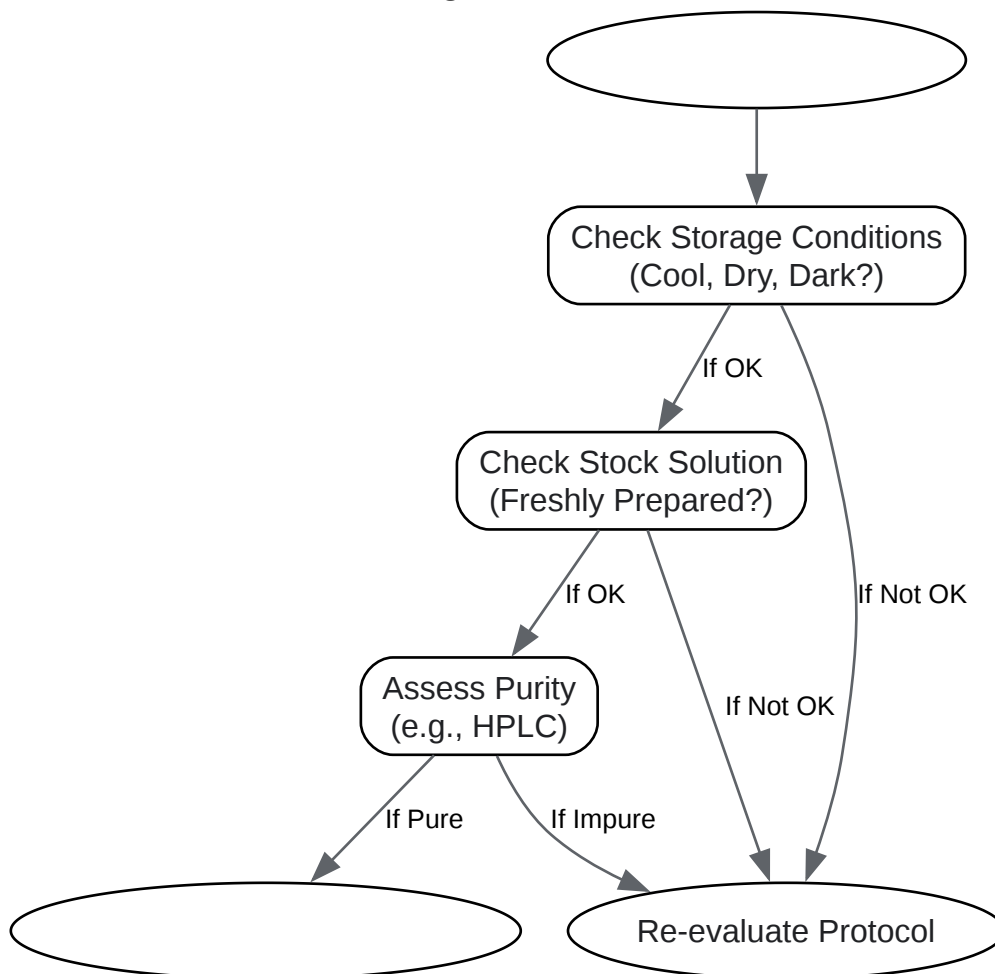 Check Storage Conditions
(Cool, Dry, Dark?)
If OK
Check Stock Solution
(Freshly Prepared?)
If OK
If Not OK
Assess Purity
(e.g., HPLC)
If Not OK
If Pure
If Impure
Re-evaluate Protocol